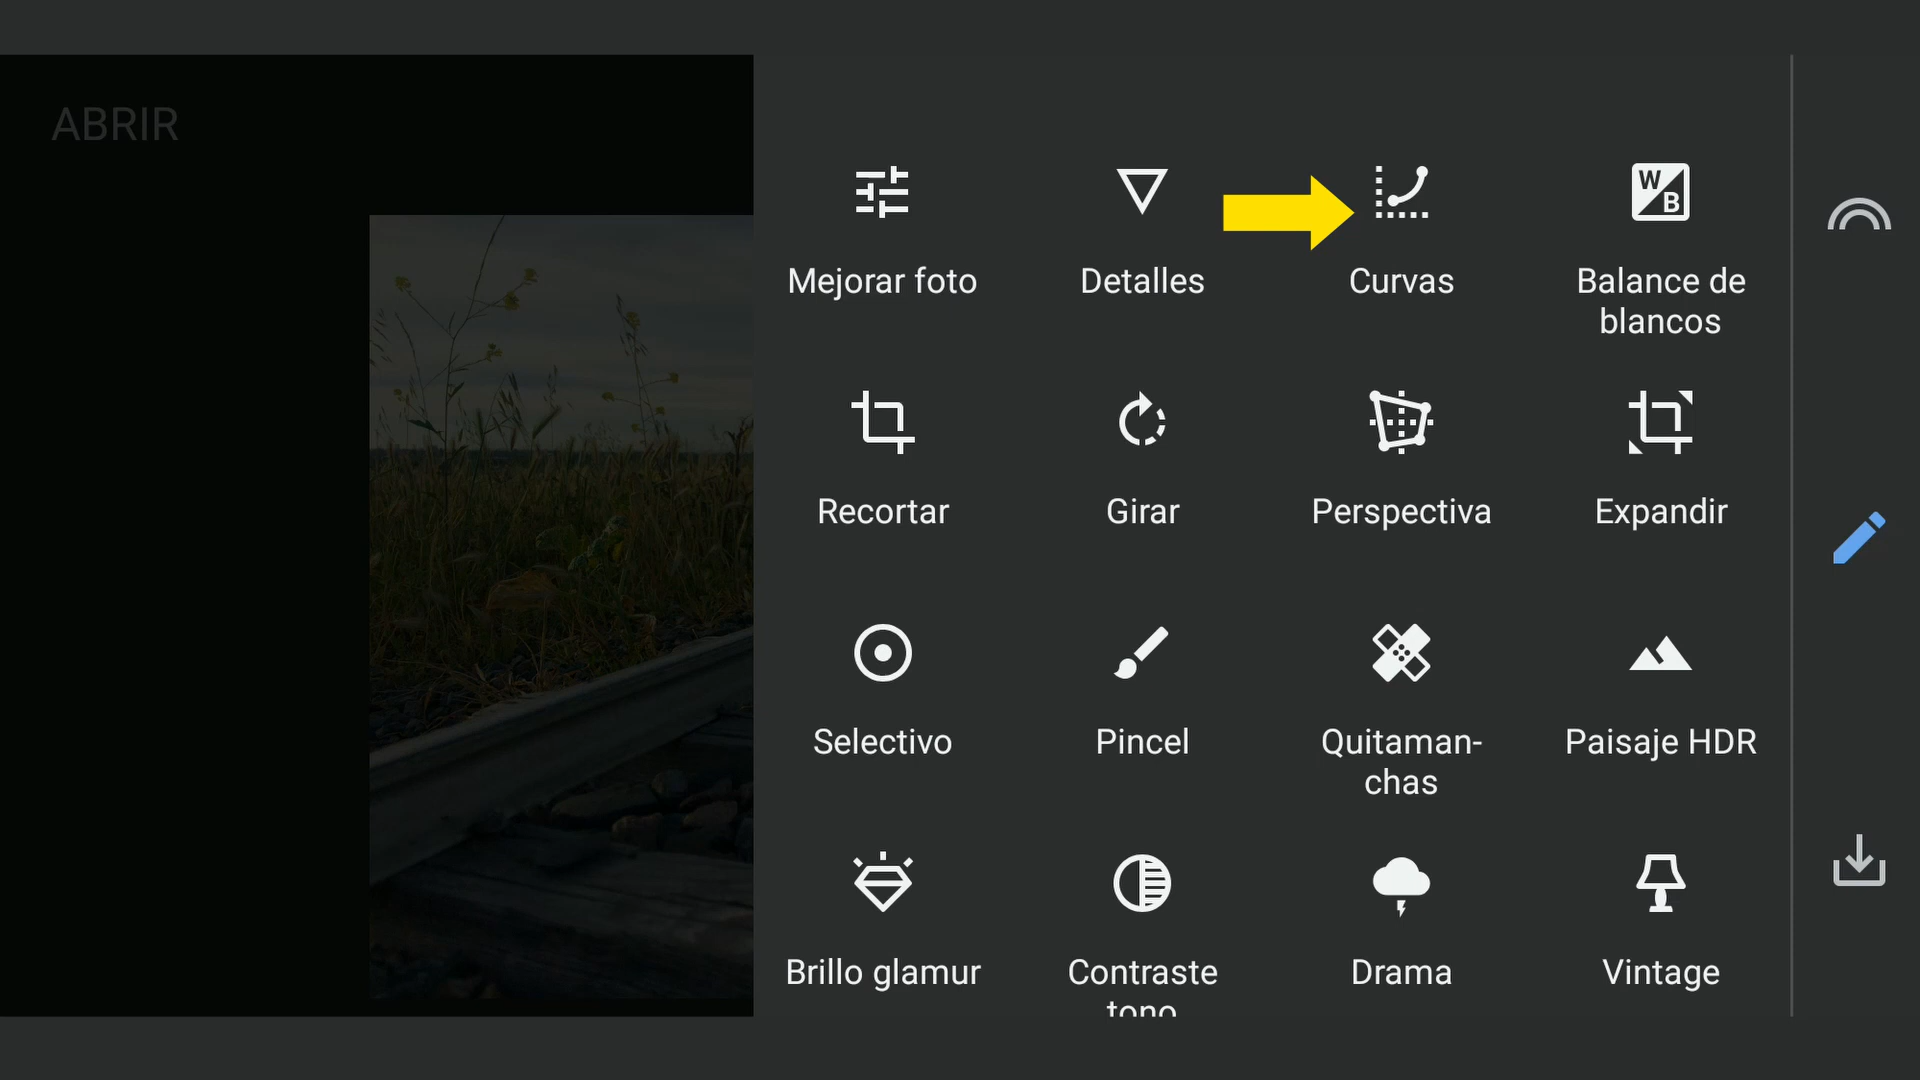 ABRIR
Mejorar foto
Detalles
Curvas
W
B
Balance de
blancos
Recortar
Girar
Perspectiva
Expandir
Selectivo
Pincel
Quitaman-
chas
Paisaje HDR
Brillo glamur
Contraste
tono
Drama
Vintage